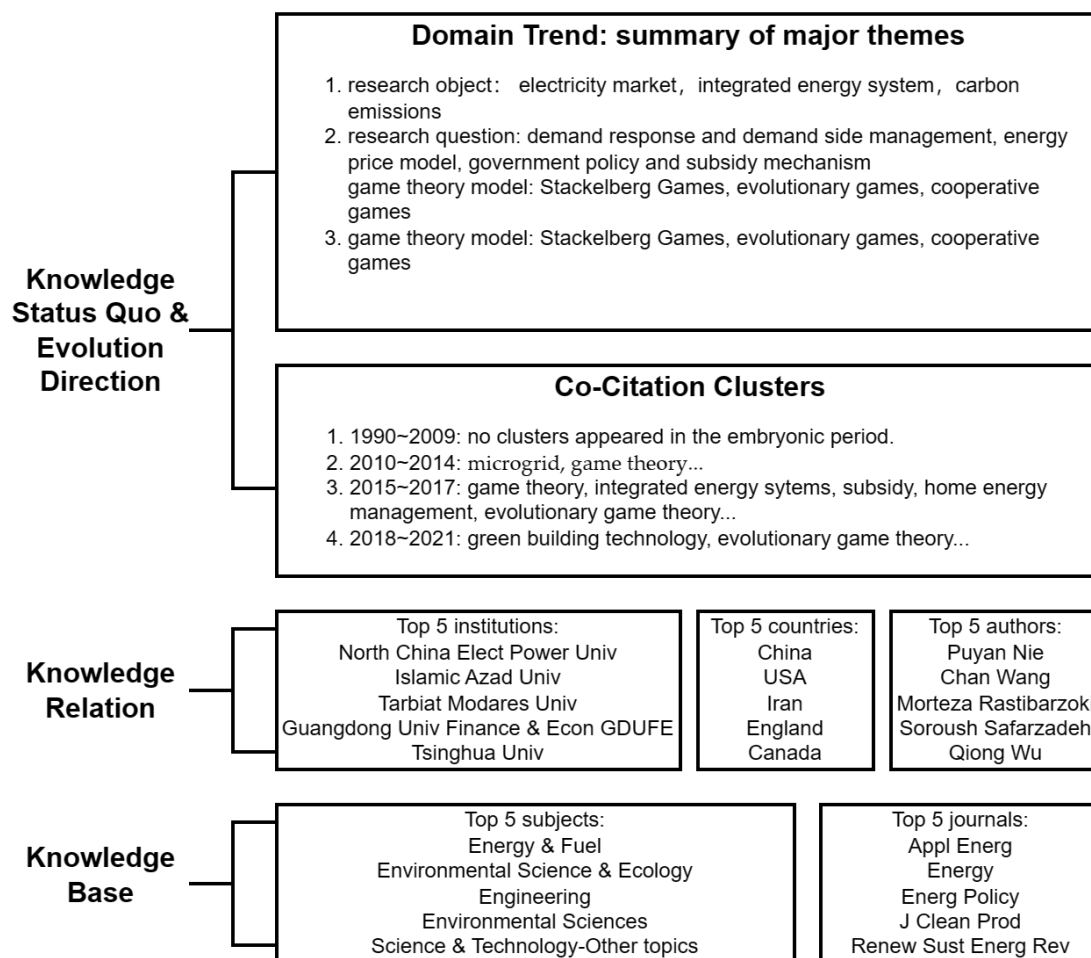 Domain Trend: summary of major themes
1. research object： electricity market，integrated energy system，carbon
emissions
2. research question: demand response and demand side management, energy
price model, government policy and subsidy mechanism
game theory model: Stackelberg Games, evolutionary games, cooperative
games
3. game theory model: Stackelberg Games, evolutionary games, cooperative
games
Knowledge
Status Quo &
Evolution
Direction
Co-Citation Clusters
1. 1990~2009: no clusters appeared in the embryonic period.
2. 2010~2014: microgrid, game theory...
3. 2015~2017: game theory, integrated energy sytems, subsidy, home energy
management, evolutionary game theory...
4. 2018~2021: green building technology, evolutionary game theory...
Knowledge
Relation
Top 5 institutions:
North China Elect Power Univ
Islamic Azad Univ
Tarbiat Modares Univ
Guangdong Univ Finance & Econ GDUFE
Tsinghua Univ
Top 5 countries:
China
USA
Iran
England
Canada
Top 5 authors:
Puyan Nie
Chan Wang
Morteza Rastibarzoki
Soroush Safarzadeh
Qiong Wu
Knowledge
Base
Top 5 subjects:
Energy & Fuel
Environmental Science & Ecology
Engineering
Environmental Sciences
Science & Technology-Other topics
Top 5 journals:
Appl Energ
Energy
Energ Policy
J Clean Prod
Renew Sust Energ Rev